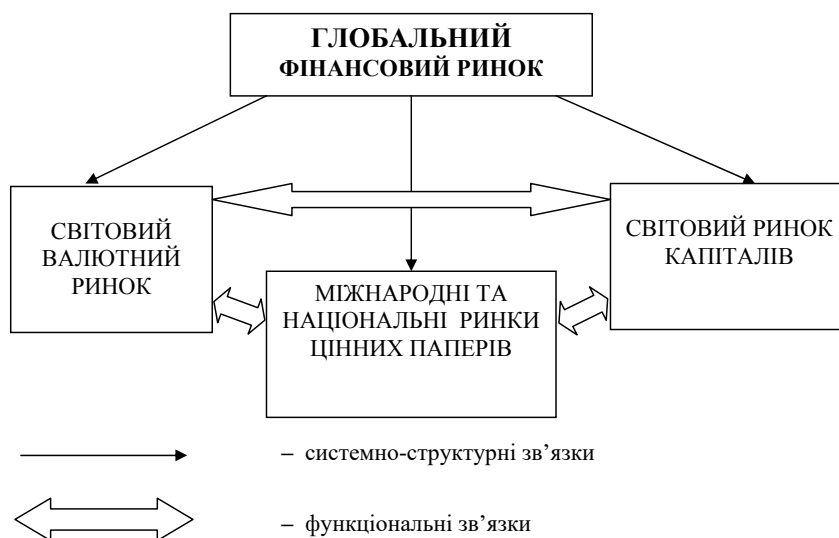 ГЛОБАЛЬНИЙ
ФІНАНСОВИЙ РИНОК
СВІТОВИЙ
ВАЛЮТНИЙ
РИНОК
СВІТОВИЙ РИНОК
КАПІТАЛІВ
МІЖНАРОДНІ ТА
НАЦІОНАЛЬНІ РИНКИ
ЦІННИХ ПАПЕРІВ
– системно-структурні зв’язки
– функціональні зв’язки